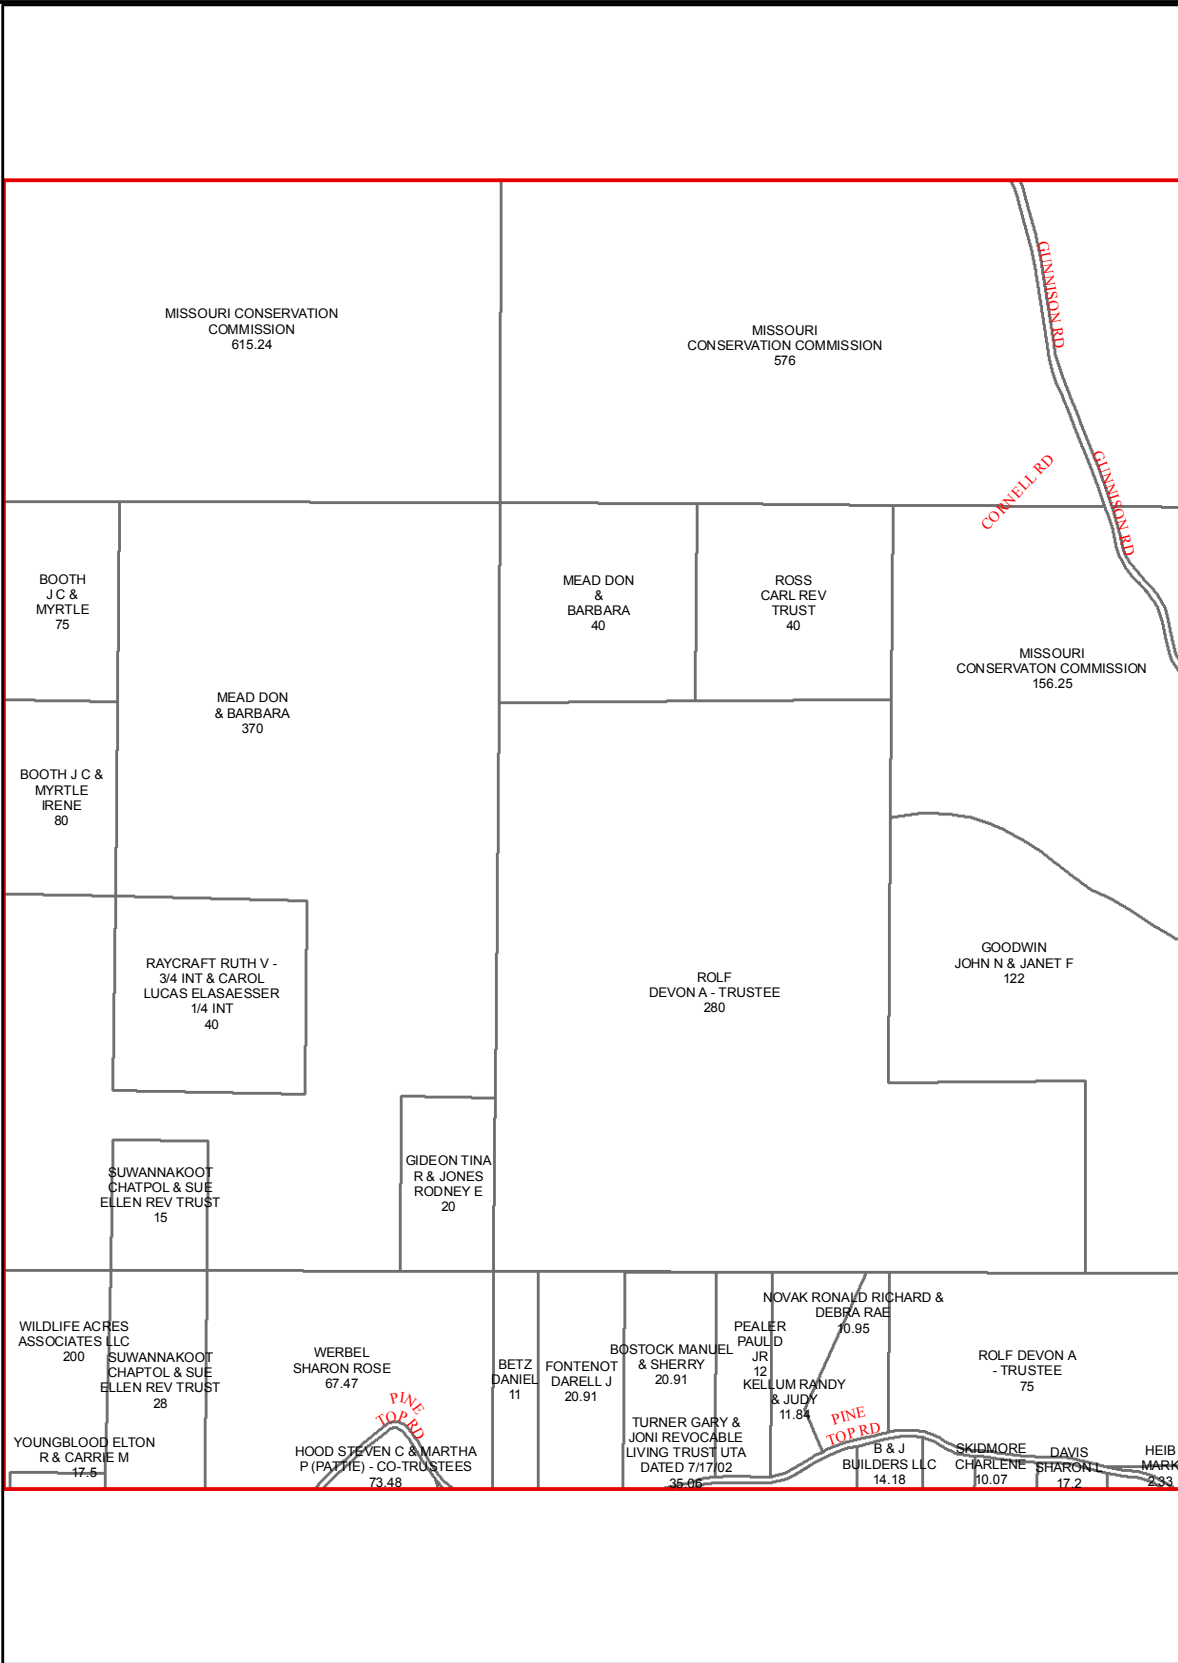 GUNNISON RD
MISSOURI CONSERVATION
COMMISSION
615.24
MISSOURI
CONSERVATION COMMISSION
576
CORNELL RD
GUNNISON RD
BOOTH
J C &
MYRTLE
75
MEAD DON
&
BARBARA
40
ROSS
CARL REV
TRUST
40
MISSOURI
CONSERVATON COMMISSION
156.25
MEAD DON
& BARBARA
370
BOOTH J C &
MYRTLE
IRENE
80
RAYCRAFT RUTH V -
3/4 INT & CAROL
LUCAS ELASAESSER
1/4 INT
40
ROLF
DEVON A - TRUSTEE
280
GOODWIN
JOHN N & JANET F
122
SUWANNAKOOT
CHATPOL & SUE
ELLEN REV TRUST
15
GIDEON TINA
R & JONES
RODNEY E
20
WILDLIFE ACRES
ASSOCIATES LLC
200
SUWANNAKOOT
CHAPTOL & SUE
ELLEN REV TRUST
28
WERBEL
SHARON ROSE
67.47
BETZ
DANIEL
11
FONTENOT
DARELL J
20.91
BOSTOCK MANUEL
& SHERRY
20.91
PEALER
PAUL D
JR
12
NOVAK RONALD RICHARD &
DEBRA RAE
10.95
KELLUM RANDY
& JUDY
11.84
ROLF DEVON A
- TRUSTEE
75
PINE
TOP RD
PINE
TOP RD
YOUNGBLOOD ELTON
R & CARRIE M
17.5
HOOD STEVEN C & MARTHA
P (PATTIE) - CO-TRUSTEES
73.48
TURNER GARY &
JONI REVOCABLE
LIVING TRUST UTA
DATED 7/17/02
35.06
B & J
BUILDERS LLC
14.18
SKIDMORE
CHARLENE
10.07
DAVIS
SHARON L
17.2
HEIB
MARK
2.33